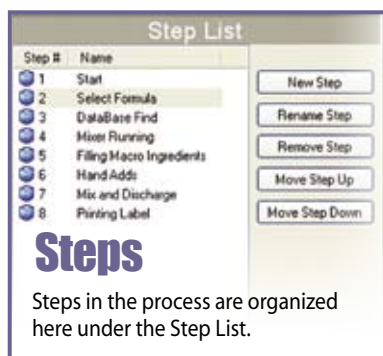 Step List
Step # Name
1 Start
2 Select Formula
3 DataBase Find
4 Mixer Running
5 Filling Macro Ingredients
6 Hand Adds
7 Mix and Discharge
8 Printing Label
New Step
Rename Step
Remove Step
Move Step Up
Move Step Down
Steps
Steps in the process are organized
here under the Step List.